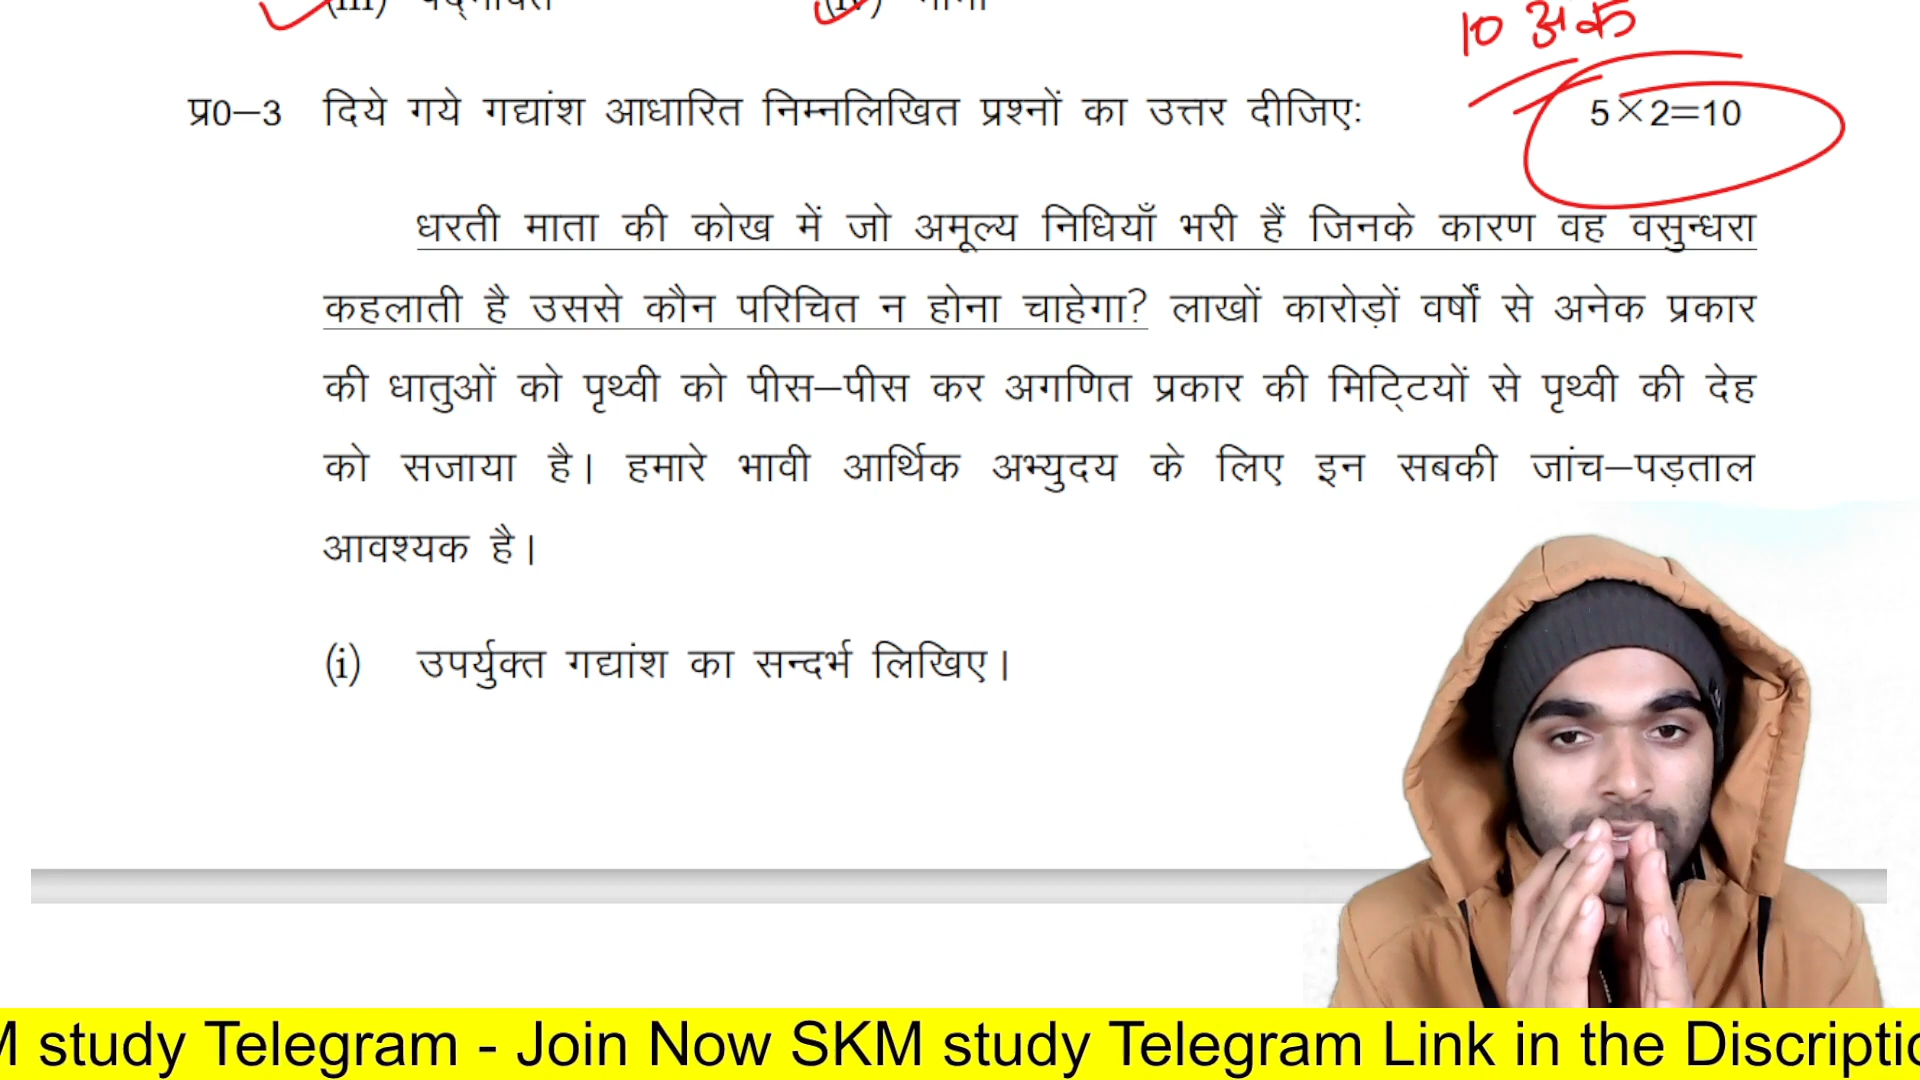 (iii)
(iv)
10 अंक
प्र0–3 दिये गये गद्यांश आधारित निम्नलिखित प्रश्नों का उत्तर दीजिएः 5×2=10
धरती माता की कोख में जो अमूल्य निधियाँ भरी हैं जिनके कारण वह वसुन्धरा
कहलाती है उससे कौन परिचित न होना चाहेगा? लाखों कारोड़ों वर्षों से अनेक प्रकार
की धातुओं को पृथ्वी को पीस–पीस कर अगणित प्रकार की मिट्टियों से पृथ्वी की देह
को सजाया है। हमारे भावी आर्थिक अभ्युदय के लिए इन सबकी जांच–पड़ताल
आवश्यक है।
(i) उपर्युक्त गद्यांश का सन्दर्भ लिखिए।
M study Telegram - Join Now SKM study Telegram Link in the Discriptio